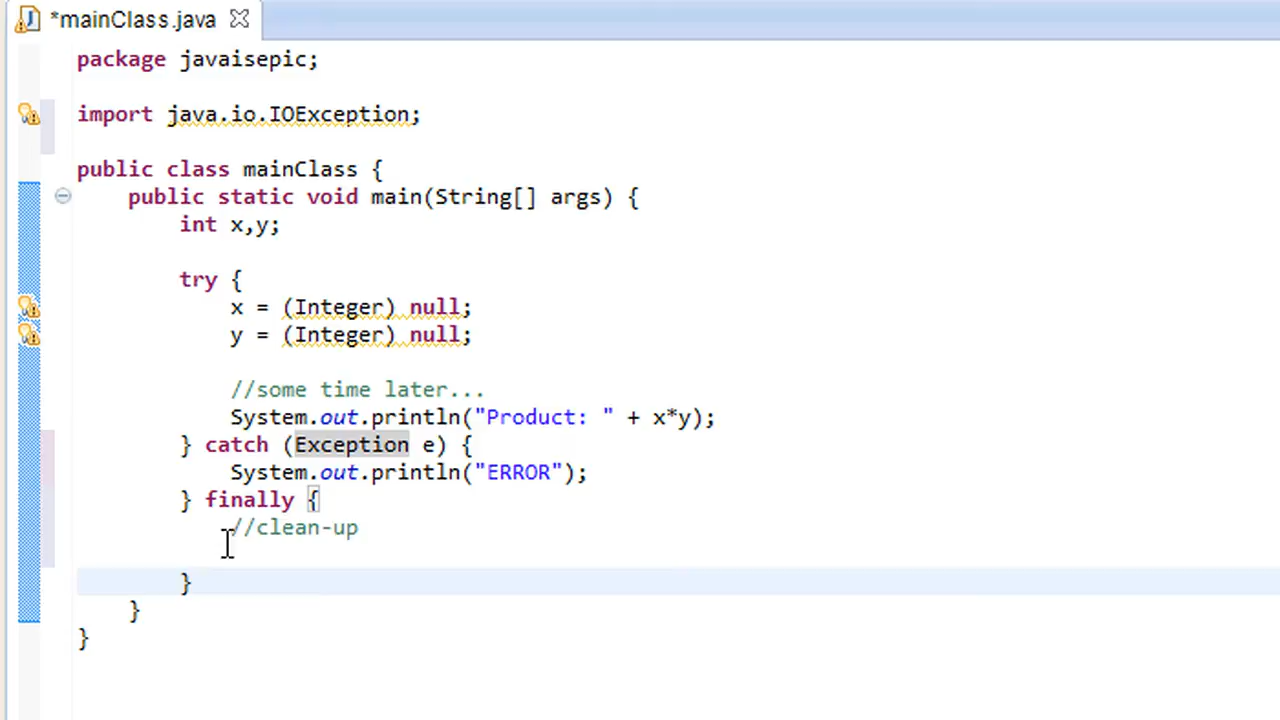 *mainClass.java
package javaisepic;
import java.io.IOException;
public class mainClass {
public static void main(String[] args) {
int x,y;
try {
x = (Integer) null;
y = (Integer) null;
//some time later...
System.out.println("Product: " + x*y);
} catch (Exception e) {
System.out.println("ERROR");
} finally {
//clean-up
}
}
}